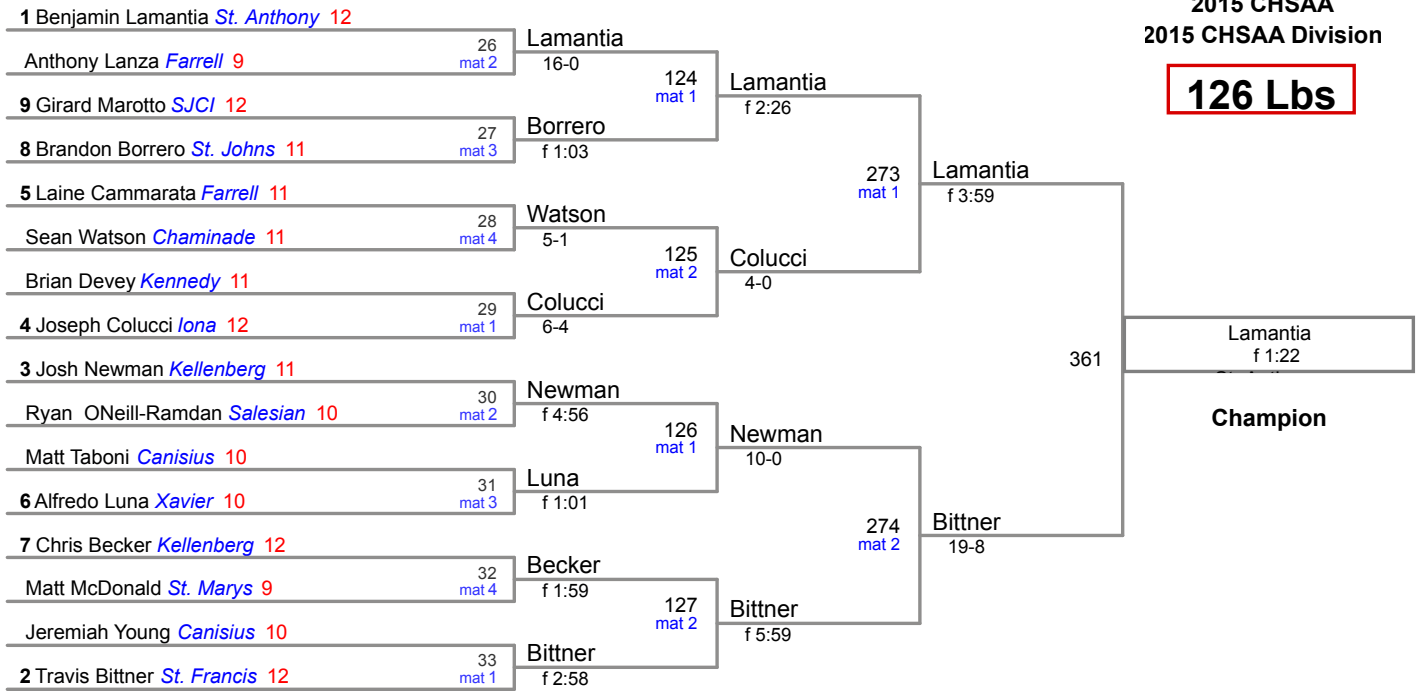 2015 CHSAA
2015 CHSAA Division
126 Lbs
1 Benjamin Lamantia St. Anthony 12
Anthony Lanza Farrell 9
9 Girard Marotto SJCI 12
8 Brandon Borrero St. Johns 11
5 Laine Cammarata Farrell 11
Sean Watson Chaminade 11
Brian Devey Kennedy 11
4 Joseph Colucci Iona 12
3 Josh Newman Kellenberg 11
Ryan ONeill-Ramdan Salesian 10
Matt Taboni Canisius 10
6 Alfredo Luna Xavier 10
7 Chris Becker Kellenberg 12
Matt McDonald St. Marys 9
Jeremiah Young Canisius 10
2 Travis Bittner St. Francis 12
26
mat 2
27
mat 3
28
mat 4
29
mat 1
30
mat 2
31
mat 3
32
mat 4
33
mat 1
Lamantia
16-0
Borrero
f 1:03
Watson
5-1
Colucci
6-4
Newman
f 4:56
Luna
f 1:01
Becker
f 1:59
Bittner
f 2:58
124
mat 1
125
mat 2
126
mat 1
127
mat 2
Lamantia
f 2:26
Colucci
4-0
Newman
10-0
Bittner
f 5:59
273
mat 1
274
mat 2
Lamantia
f 3:59
Bittner
19-8
361
Lamantia
f 1:22
Champion